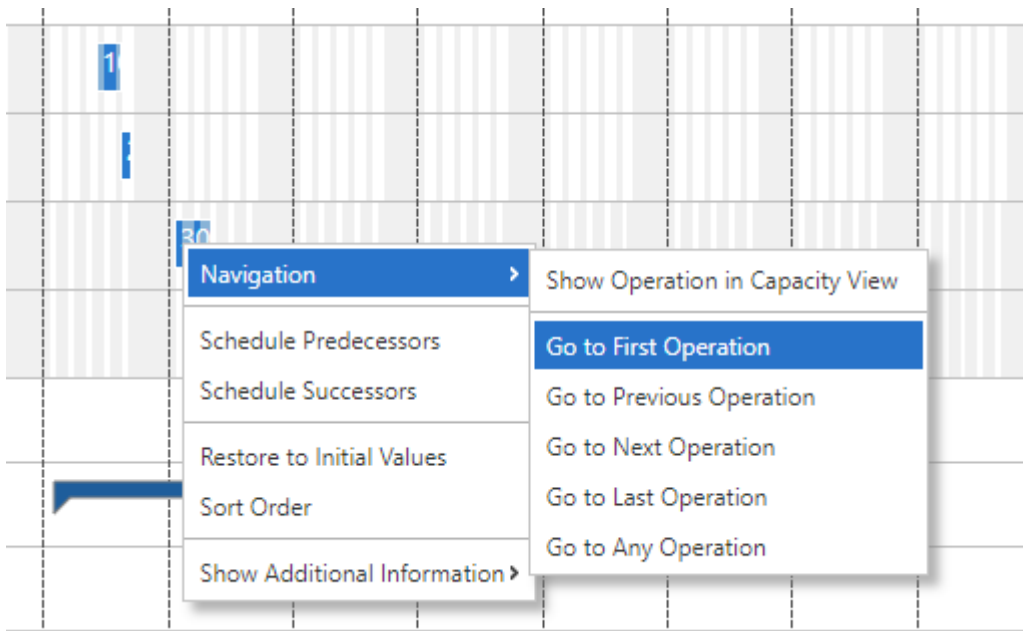 30
Navigation
Schedule Predecessors
Schedule Successors
Restore to Initial Values
Sort Order
Show Additional Information
Show Operation in Capacity View
Go to First Operation
Go to Previous Operation
Go to Next Operation
Go to Last Operation
Go to Any Operation